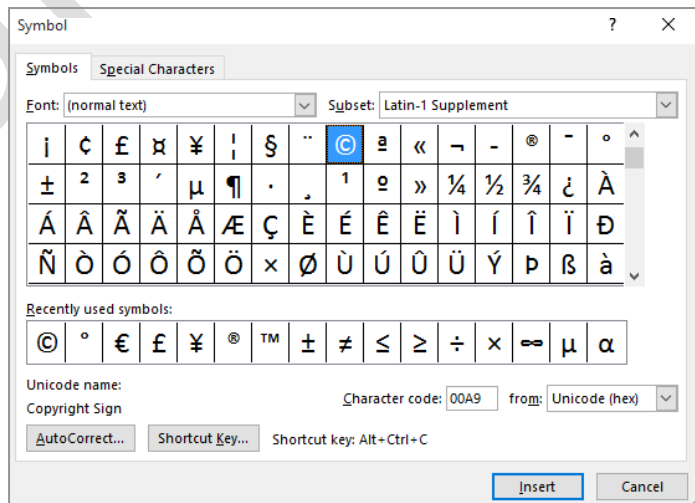 Symbol ? ×
Symbols Special Characters
Font: (normal text) Subset: Latin-1 Supplement
¡ ¢ £ ¤ ¥ ¦ § ¨ © ª « ¬ - ® ¯ °
± ² ³ ´ µ ¶ · ¸ ¹ º » ¼ ½ ¾ ¿ À
Á Â Ã Ä Å Æ Ç È É Ê Ë Ì Í Î Ï Ð
Ñ Ò Ó Ô Õ Ö × Ø Ù Ú Û Ü Ý Þ ß à
Recently used symbols:
© ° € £ ¥ ® ™ ± ≠ ≤ ≥ ÷ × ∞ µ α
Unicode name:
Copyright Sign
Character code: 00A9 from: Unicode (hex)
AutoCorrect... Shortcut Key... Shortcut key: Alt+Ctrl+C
Insert Cancel